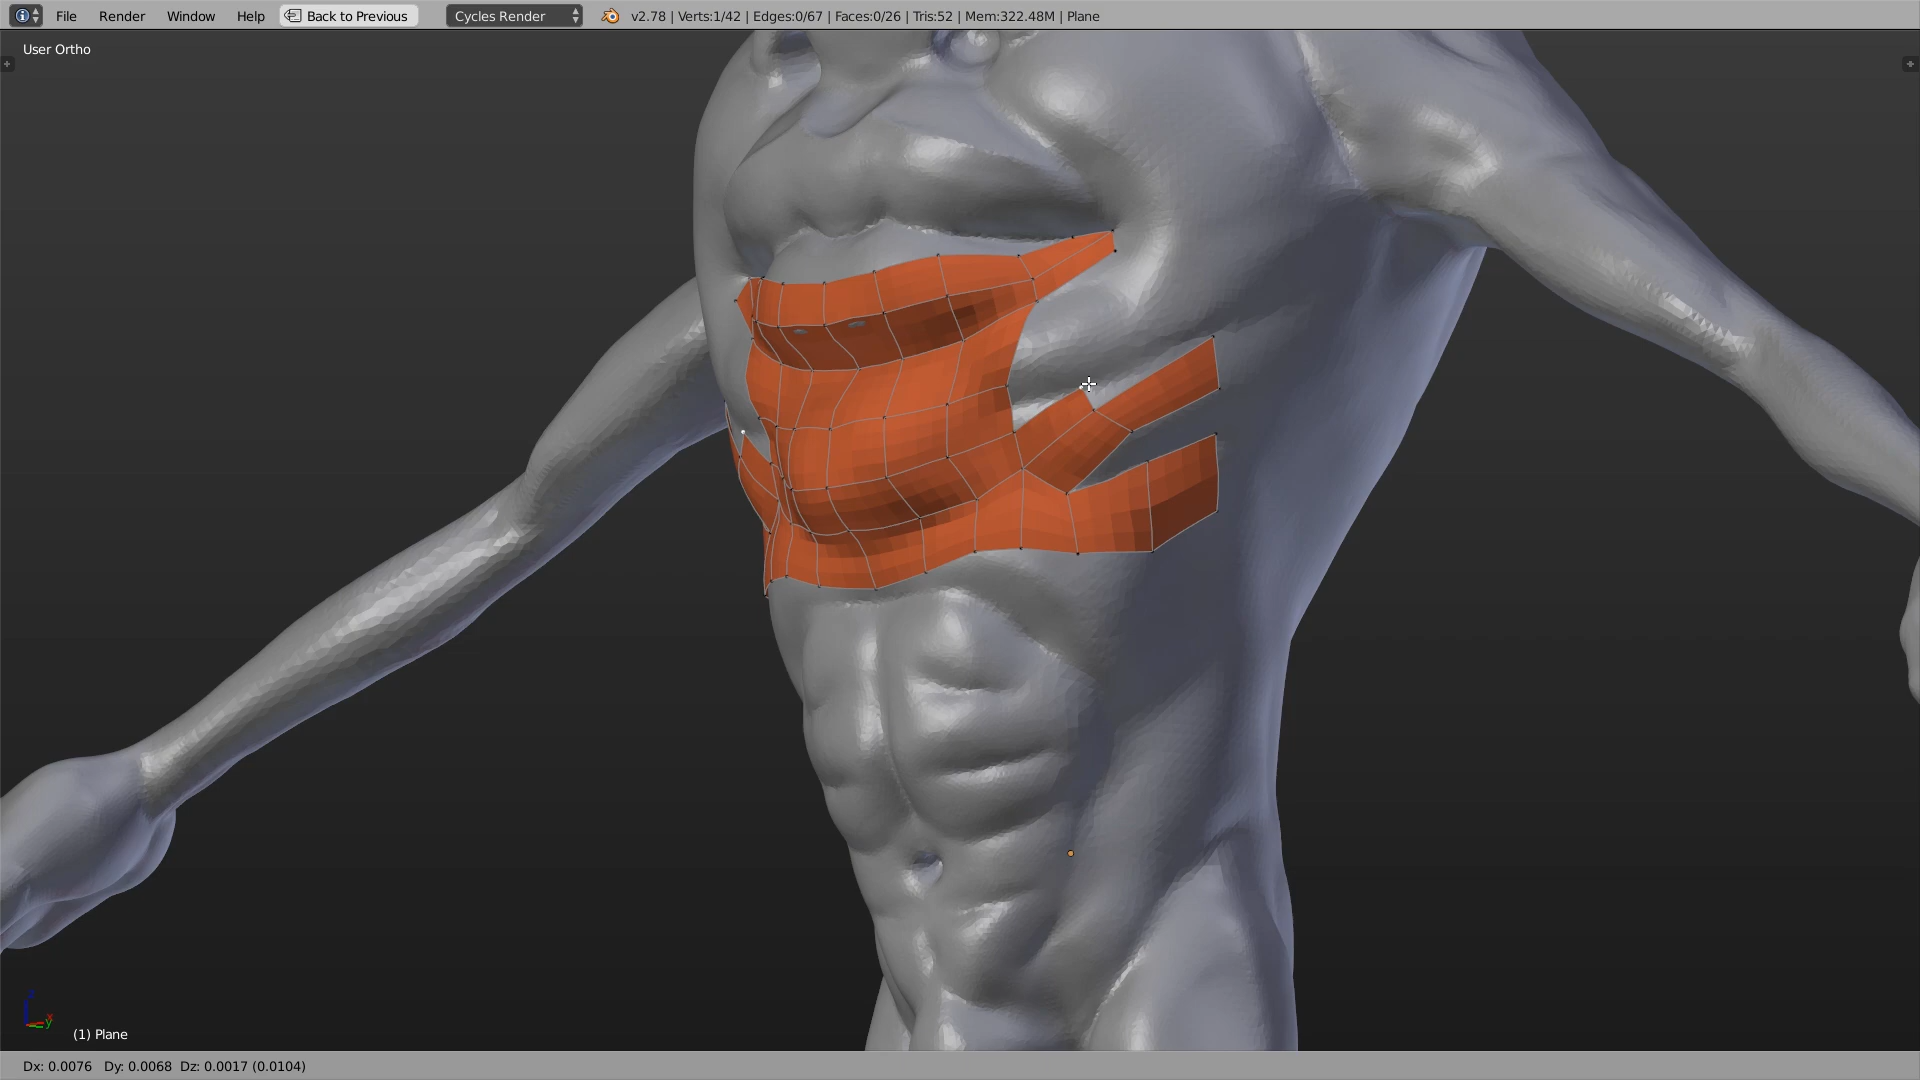 File Render Window Help Back to Previous Cycles Render v2.78 | Verts:1/42 | Edges:0/67 | Faces:0/26 | Tris:52 | Mem:322.48M | Plane
User Ortho
z
x
y
(1) Plane
Dx: 0.0076 Dy: 0.0068 Dz: 0.0017 (0.0104)